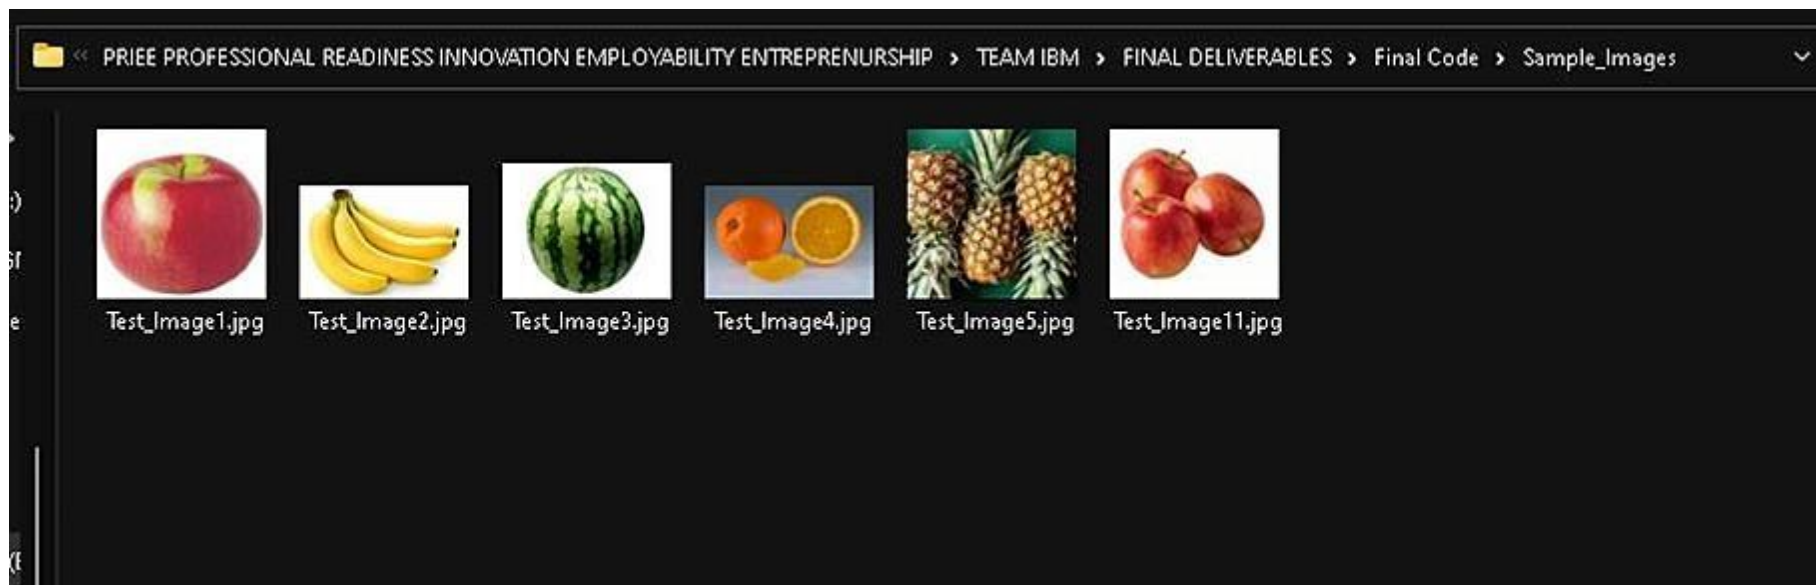 « PRIEE PROFESSIONAL READINESS INNOVATION EMPLOYABILITY ENTREPRENURSHIP > TEAM IBM > FINAL DELIVERABLES > Final Code > Sample_Images
Test_Image1.jpg Test_Image2.jpg Test_Image3.jpg Test_Image4.jpg Test_Image5.jpg Test_Image11.jpg